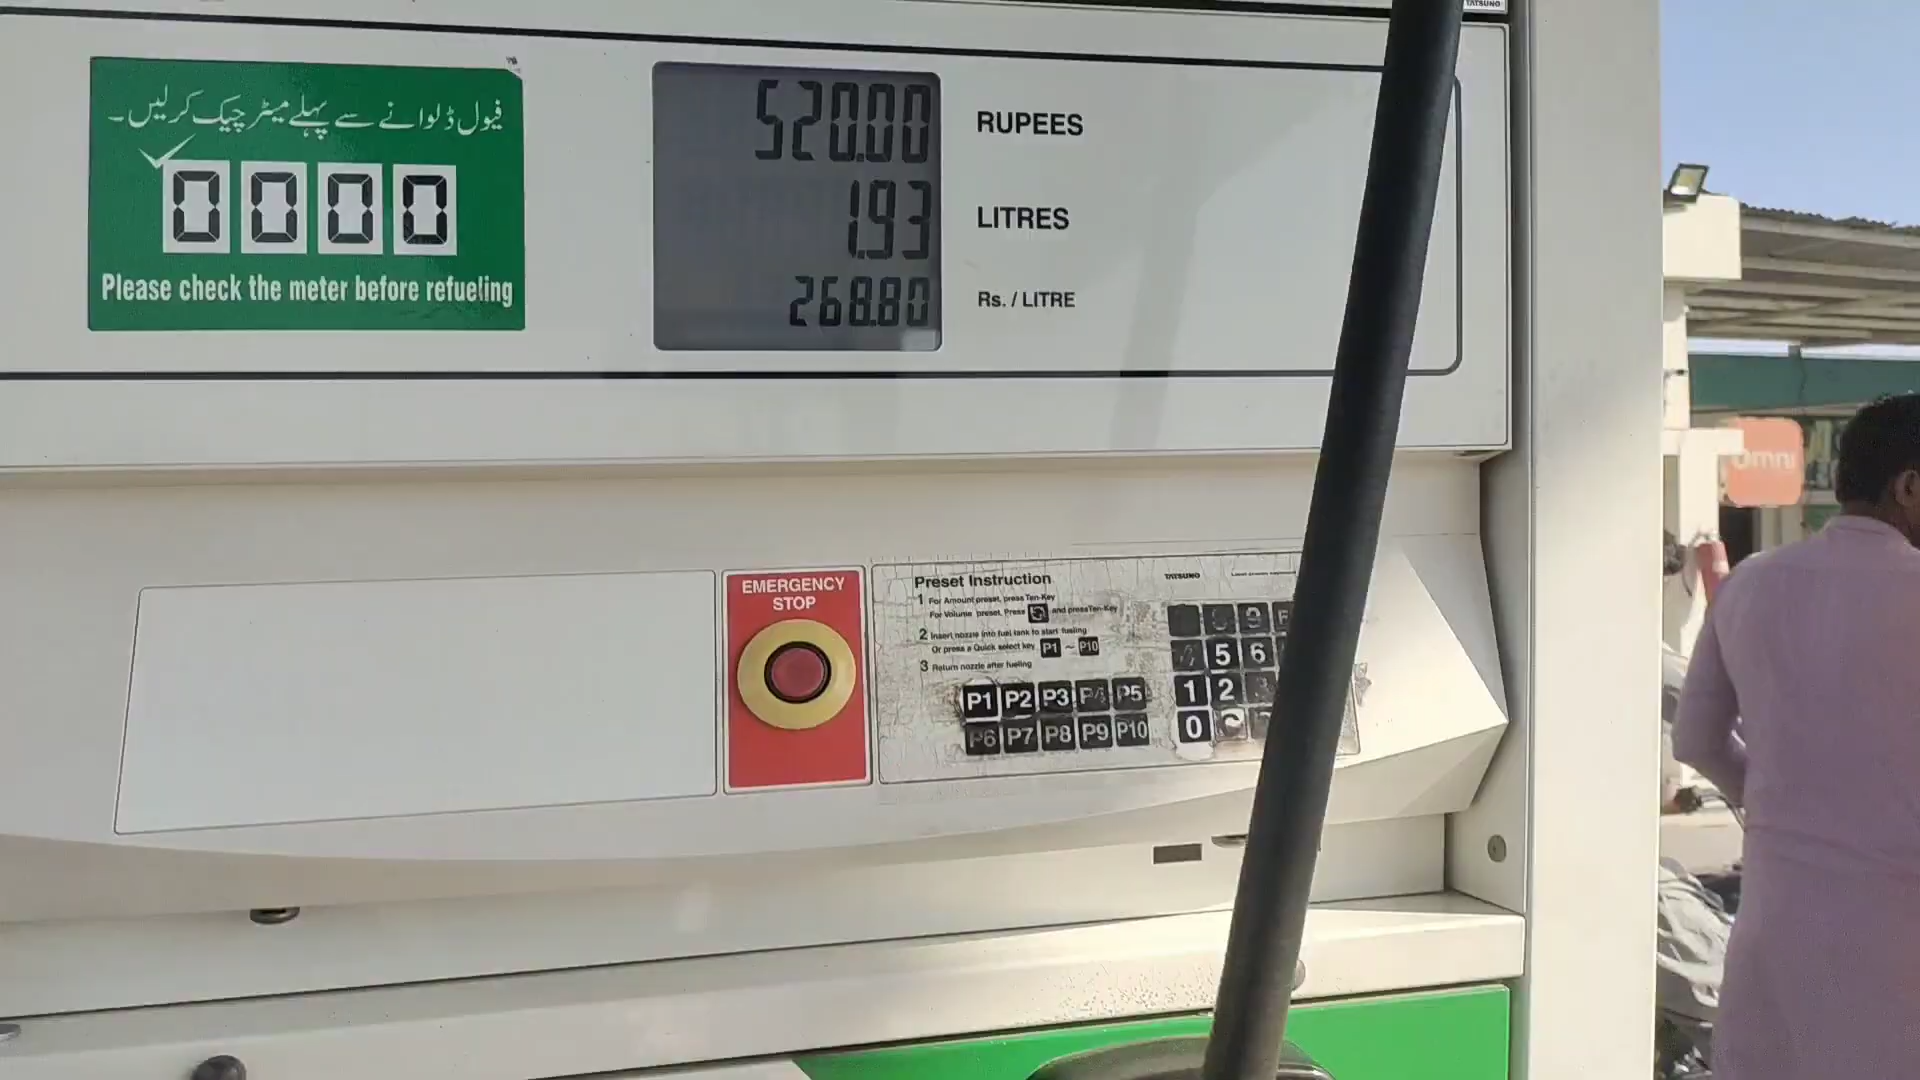 TATSUNO
فیول ڈلوانے سے پہلے میٹر چیک کرلیں۔
0000
Please check the meter before refueling
520.00 RUPEES
1.93 LITRES
268.80 Rs. / LITRE
EMERGENCY
STOP
Preset Instruction
TATSUNO
1 For Amount preset, press Ten-Key
For Volume preset, Press and press Ten-Key
2 Insert nozzle into fuel tank to start fueling
Or press a Quick select key P1 ~ P10
3 Return nozzle after fueling
P1 P2 P3 P4 P5
P6 P7 P8 P9 P10
9
5 6
1 2
0 C
omni